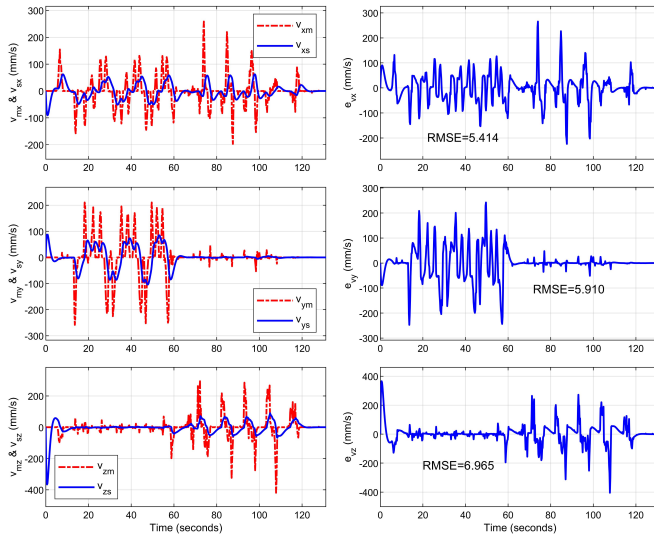 300
200
100
0
-100
-200
v_mx & v_sx (mm/s)
v_xm
v_xs
0 20 40 60 80 100 120
300
200
100
0
-100
-200
e_vx (mm/s)
RMSE=5.414
0 20 40 60 80 100 120
300
200
100
0
-100
-200
-300
v_my & v_sy (mm/s)
v_ym
v_ys
0 20 40 60 80 100 120
300
200
100
0
-100
-200
-300
e_vy (mm/s)
RMSE=5.910
0 20 40 60 80 100 120
200
0
-200
-400
v_mz & v_sz (mm/s)
v_zm
v_zs
0 20 40 60 80 100 120
Time (seconds)
400
200
0
-200
-400
e_vz (mm/s)
RMSE=6.965
0 20 40 60 80 100 120
Time (seconds)